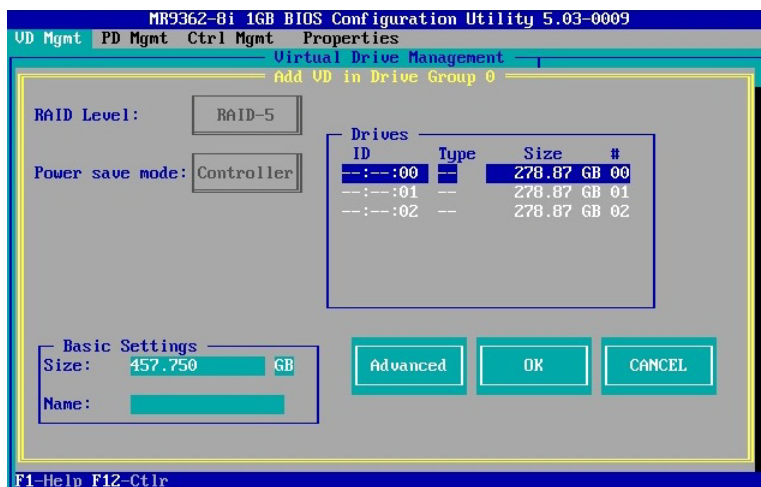 MR9362-8i 1GB BIOS Configuration Utility 5.03-0009
VD Mgmt PD Mgmt Ctrl Mgmt Properties
Virtual Drive Management
Add VD in Drive Group 0
RAID Level: RAID-5
Drives
ID Type Size #
Power save mode: Controller
--:--:00 -- 278.87 GB 00
--:--:01 -- 278.87 GB 01
--:--:02 -- 278.87 GB 02
Basic Settings
Size: 457.750 GB
Advanced OK CANCEL
Name:
F1-Help F12-Ctlr